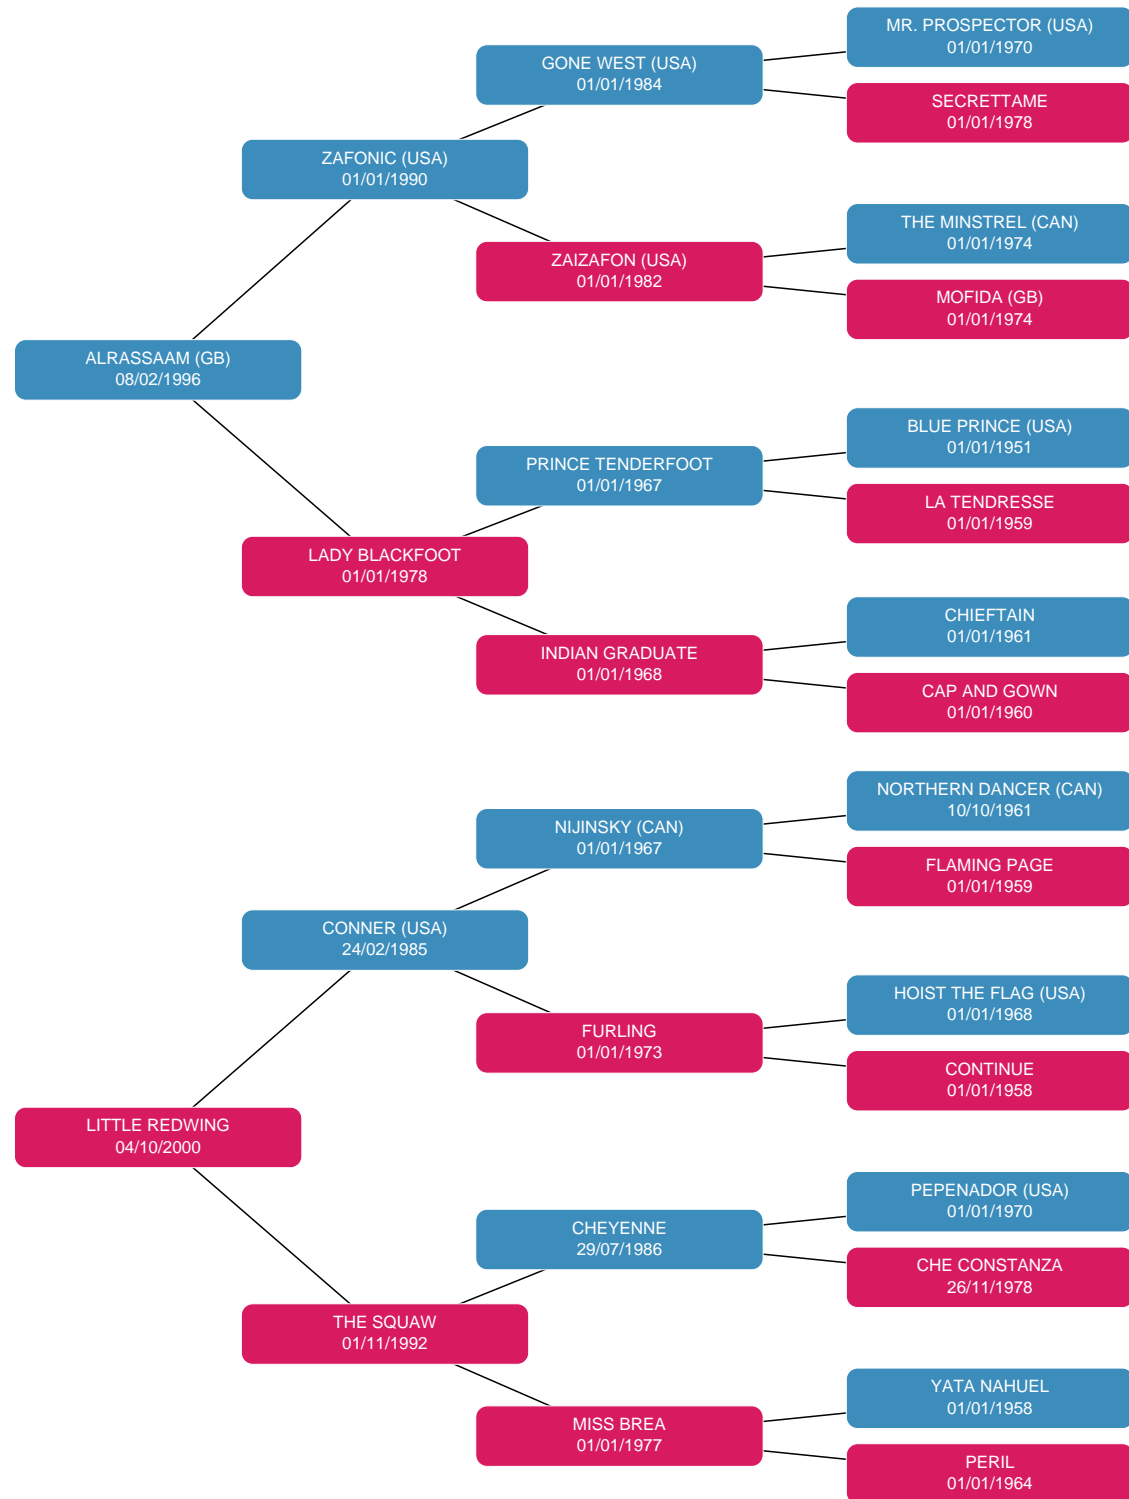 MR. PROSPECTOR (USA)
01/01/1970
GONE WEST (USA)
01/01/1984
SECRETTAME
01/01/1978
ZAFONIC (USA)
01/01/1990
THE MINSTREL (CAN)
01/01/1974
ZAIZAFON (USA)
01/01/1982
MOFIDA (GB)
01/01/1974
ALRASSAAM (GB)
08/02/1996
BLUE PRINCE (USA)
01/01/1951
PRINCE TENDERFOOT
01/01/1967
LA TENDRESSE
01/01/1959
LADY BLACKFOOT
01/01/1978
CHIEFTAIN
01/01/1961
INDIAN GRADUATE
01/01/1968
CAP AND GOWN
01/01/1960
NORTHERN DANCER (CAN)
10/10/1961
NIJINSKY (CAN)
01/01/1967
FLAMING PAGE
01/01/1959
CONNER (USA)
24/02/1985
HOIST THE FLAG (USA)
01/01/1968
FURLING
01/01/1973
CONTINUE
01/01/1958
LITTLE REDWING
04/10/2000
PEPENADOR (USA)
01/01/1970
CHEYENNE
29/07/1986
CHE CONSTANZA
26/11/1978
THE SQUAW
01/11/1992
YATA NAHUEL
01/01/1958
MISS BREA
01/01/1977
PERIL
01/01/1964